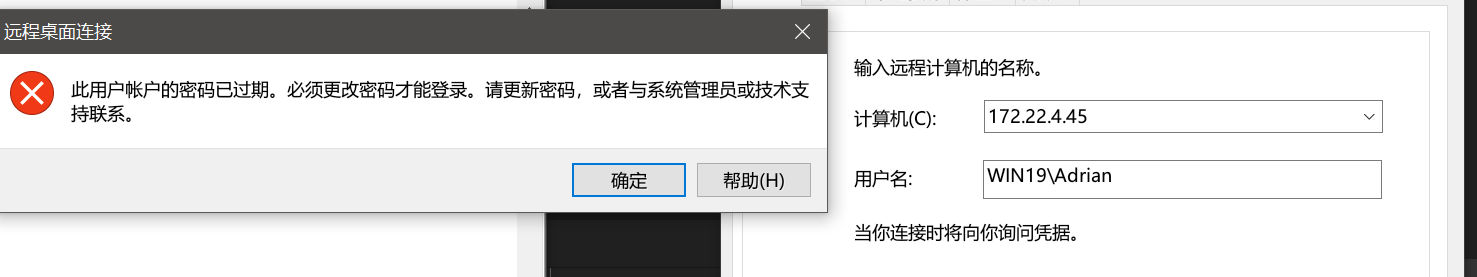 远程桌面连接
此用户帐户的密码已过期。必须更改密码才能登录。请更新密码，或者与系统管理员或技术支
持联系。
确定
帮助(H)
输入远程计算机的名称。
计算机(C):
172.22.4.45
用户名:
WIN19\Adrian
当你连接时将向你询问凭据。